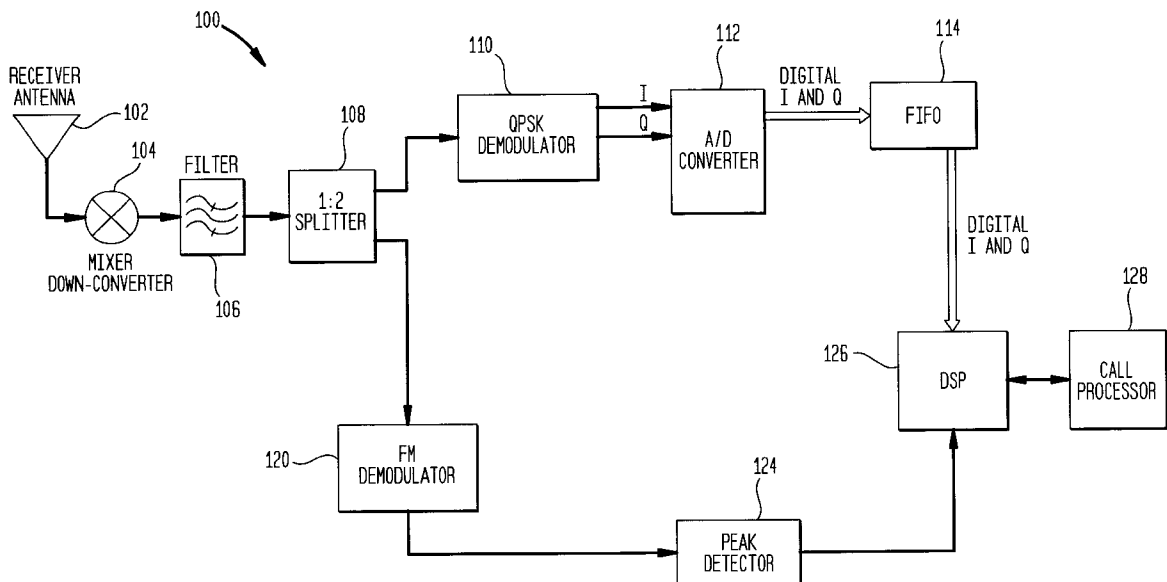 100
RECEIVER
ANTENNA
102
104
MIXER
DOWN-CONVERTER
FILTER
106
108
1:2
SPLITTER
110
QPSK
DEMODULATOR
I
Q
112
A/D
CONVERTER
DIGITAL
I AND Q
114
FIFO
DIGITAL
I AND Q
126
DSP
128
CALL
PROCESSOR
120
FM
DEMODULATOR
124
PEAK
DETECTOR